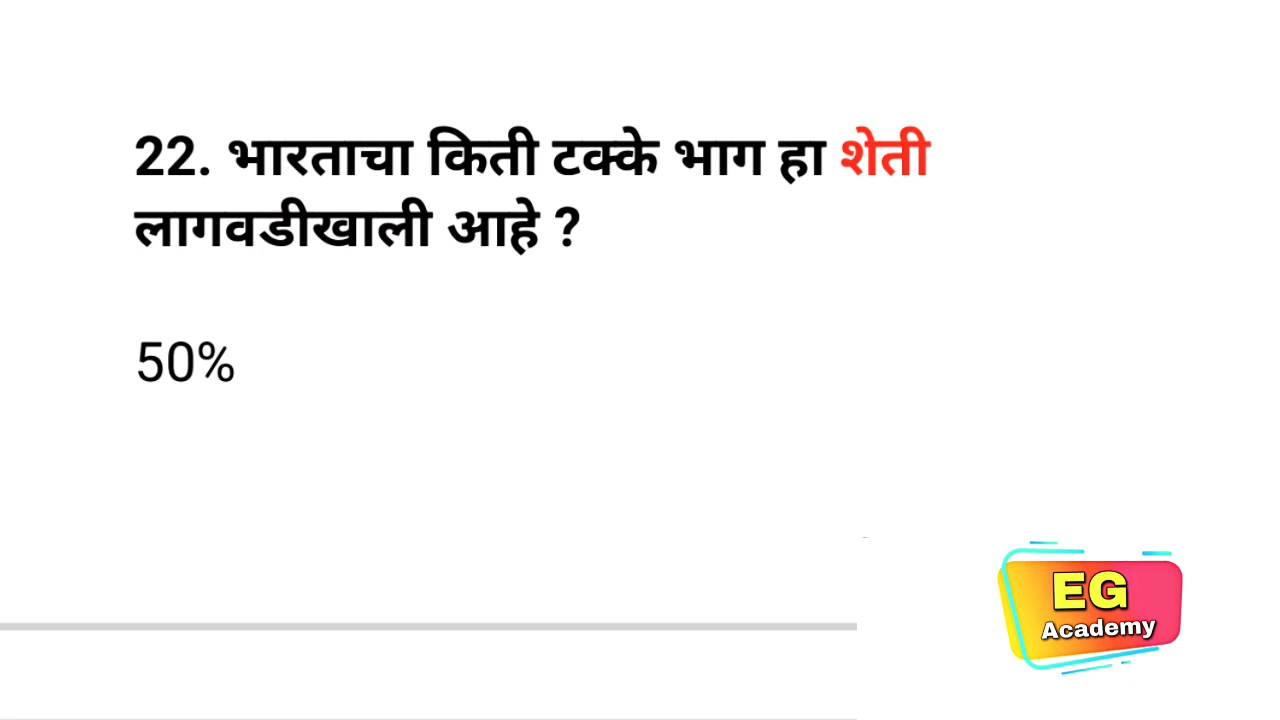 22. भारताचा किती टक्के भाग हा शेती
लागवडीखाली आहे ?
50%
EG
Academy